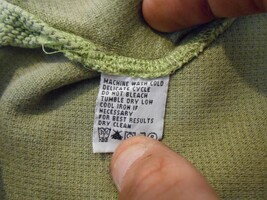 MACHINE WASH COLD
DELICATE CYCLE
DO NOT BLEACH
TUMBLE DRY LOW
COOL IRON IF
NECESSARY
FOR BEST RESULTS
DRY CLEAN